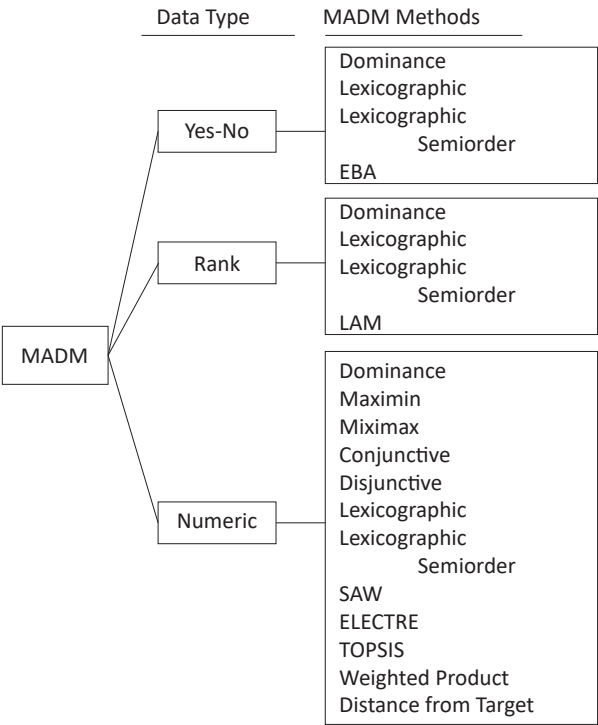 Data Type MADM Methods
Dominance
Lexicographic
Lexicographic
Semiorder
EBA
Yes-No
Dominance
Lexicographic
Lexicographic
Semiorder
LAM
Rank
MADM
Dominance
Maximin
Miximax
Conjunctive
Disjunctive
Lexicographic
Lexicographic
Semiorder
SAW
ELECTRE
TOPSIS
Weighted Product
Distance from Target
Numeric